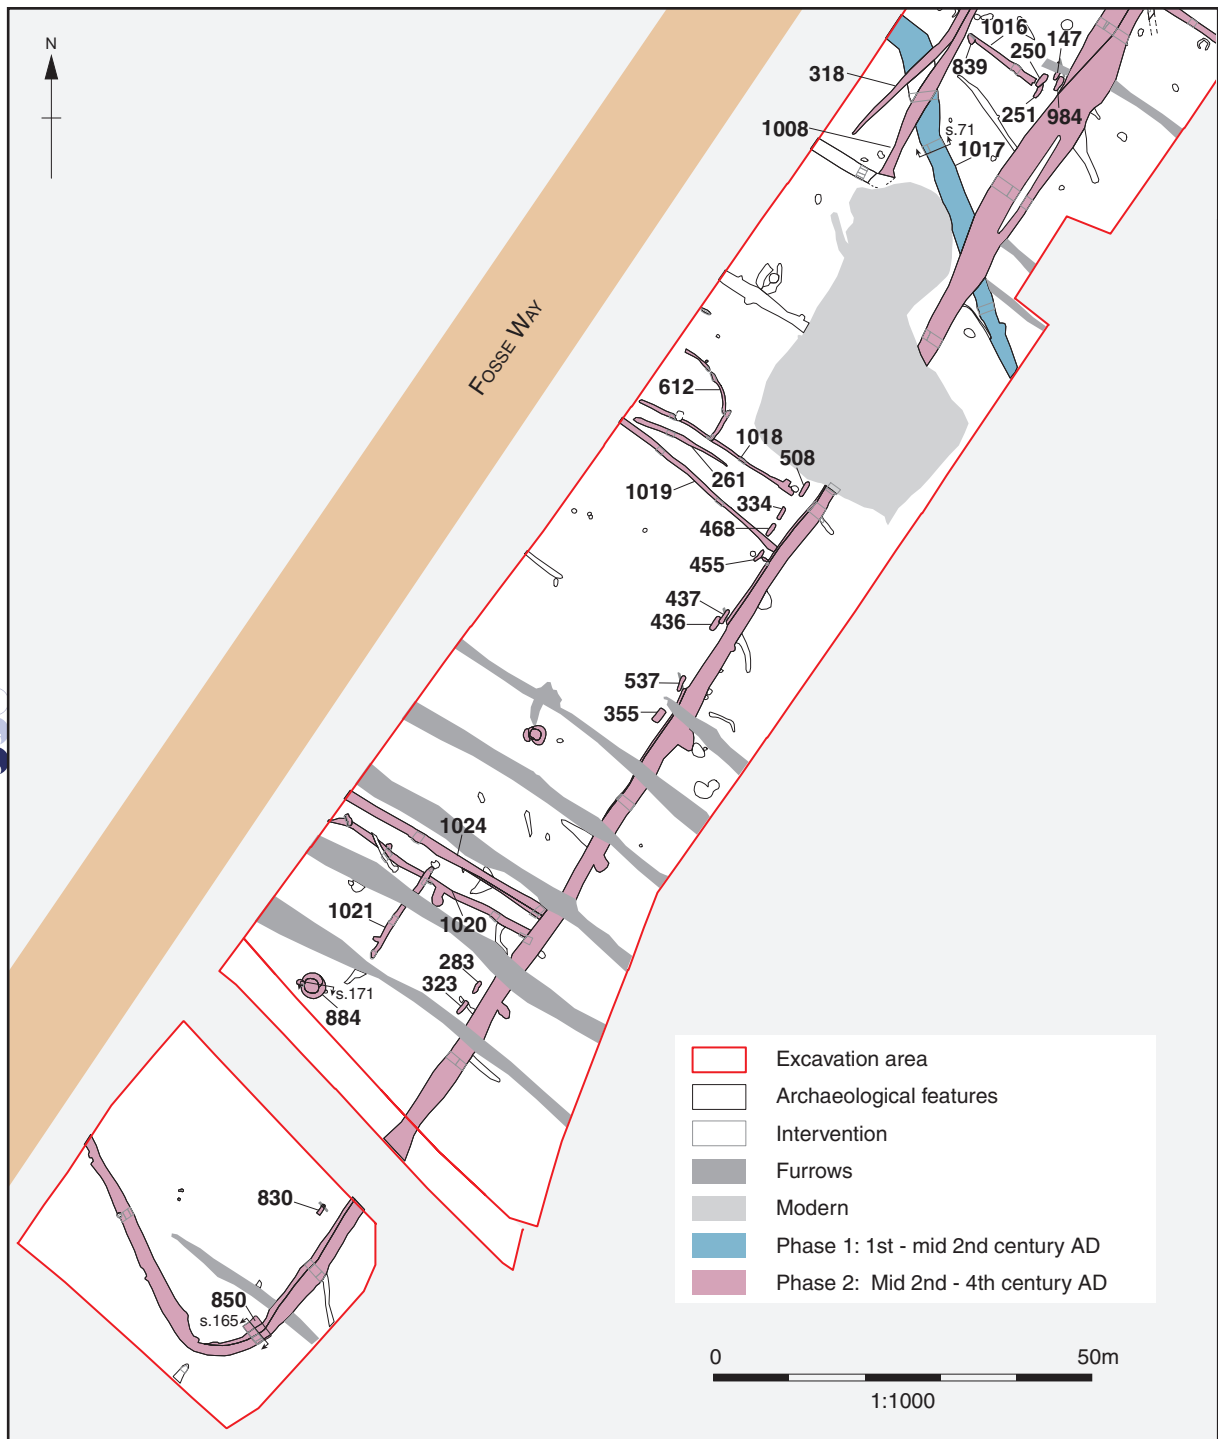 N
1016
147
250
839
318
251
984
1008
s.71
1017
FOSSE WAY
612
1018
508
261
1019
334
468
455
437
436
537
355
1024
1021
1020
283
323
s.171
884
830
850
s.165
Excavation area
Archaeological features
Intervention
Furrows
Modern
Phase 1: 1st - mid 2nd century AD
Phase 2: Mid 2nd - 4th century AD
0 50m
1:1000